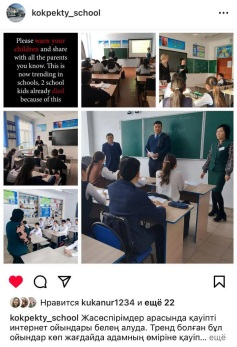 kokpekty_school
Please warn your
children and share
with all the parents
you know. This is
now trending in
schools, 2 school
kids already died
because of this
Нравится kukanur1234 и ещё 22
kokpekty_school Жасөспірімдер арасында қауіпті
интернет ойындары белең алуда. Тренд болған бұл
ойындар көп жағдайда адамның өміріне қауіп... ещё